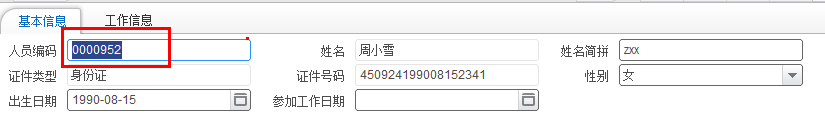 基本信息 工作信息
人员编码 0000952 姓名 周小雪 姓名简拼 zxx
证件类型 身份证 证件号码 450924199008152341 性别 女
出生日期 1990-08-15 参加工作日期